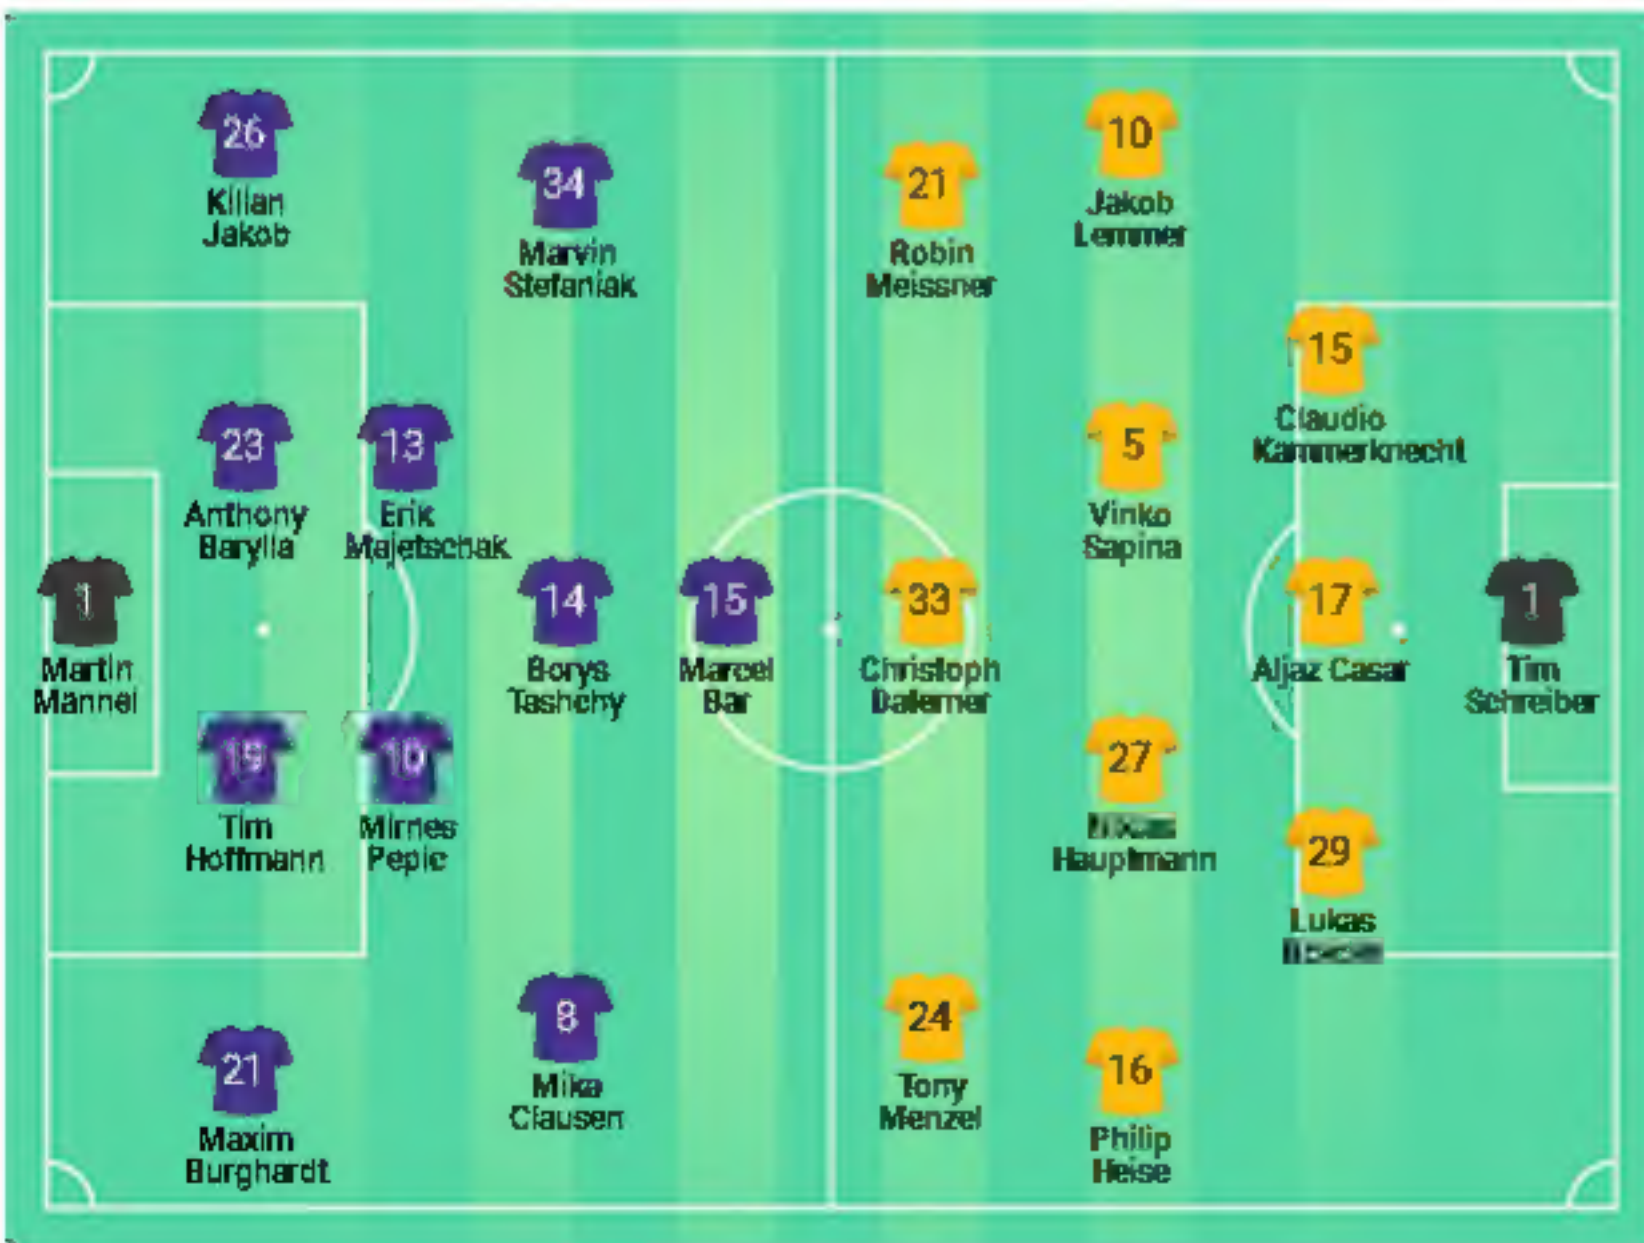 26
Kilian
Jakob
34
Marvin
Stefaniak
23
Anthony
Barylla
13
Erik
Majetschak
1
Martin
Männel
14
Borys
Tashchy
15
Marcel
Bär
19
Tim
Hoffmann
10
Mirnes
Pepic
21
Maxim
Burghardt
8
Mika
Clausen
21
Robin
Meissner
10
Jakob
Lemmer
15
Claudio
Kammerknecht
5
Vinko
Sapina
33
Christoph
Daferner
17
Aljaz Casar
1
Tim
Schreiber
27
Hauptmann
29
Lukas
24
Tony
Menzel
16
Philip
Heise